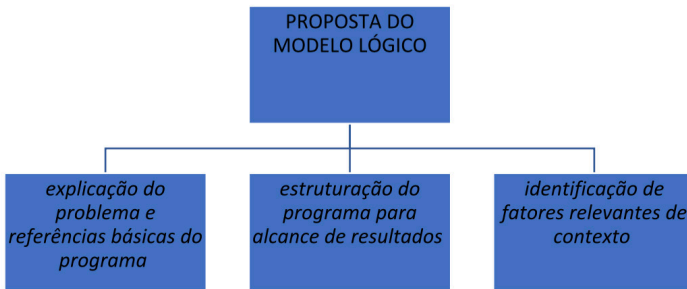 PROPOSTA DO
MODELO LÓGICO
explicação do
problema e
referências básicas do
programa
estruturação do
programa para
alcance de resultados
identificação de
fatores relevantes de
contexto